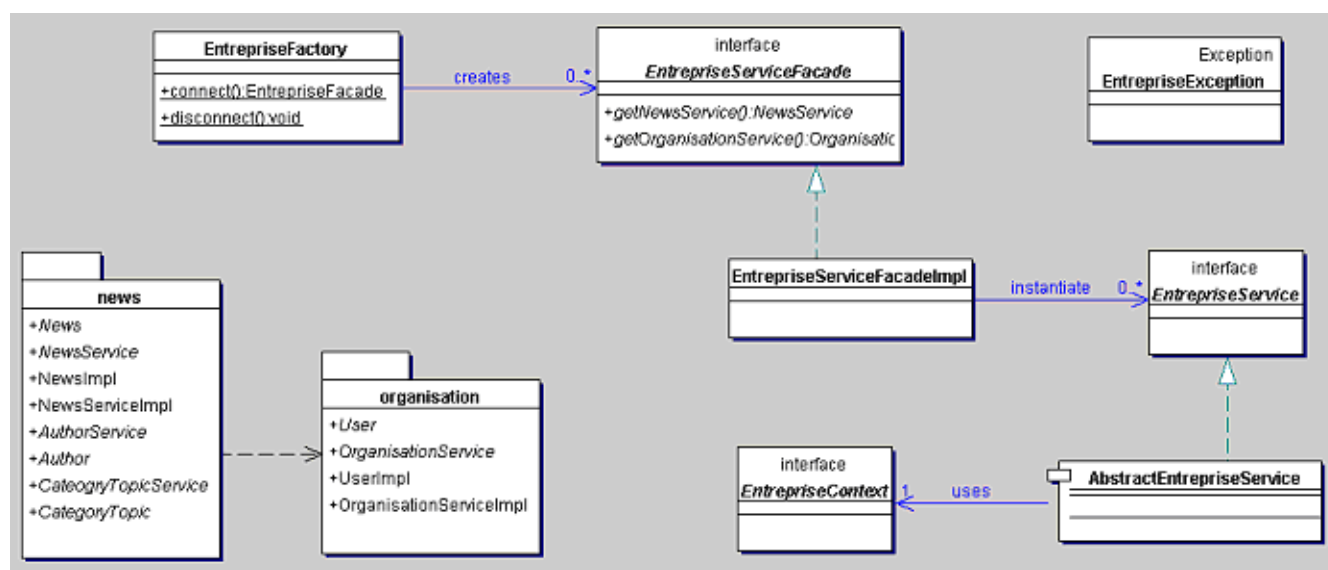 EntrepriseFactory
+connect():EntrepriseFacade
+disconnect():void
creates
0..*
interface
EntrepriseServiceFacade
+getNewsService():NewsService
+getOrganisationService():Organisatic
Exception
EntrepriseException
EntrepriseServiceFacadeImpl
instantiate
0..*
interface
EntrepriseService
news
+News
+NewsService
+NewsImpl
+NewsServiceImpl
+AuthorService
+Author
+CateogryTopicService
+CategoryTopic
organisation
+User
+OrganisationService
+UserImpl
+OrganisationServiceImpl
interface
EntrepriseContext
1
uses
AbstractEntrepriseService